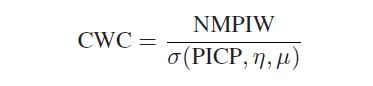 CWC = NMPIW / σ(PICP, η, μ)